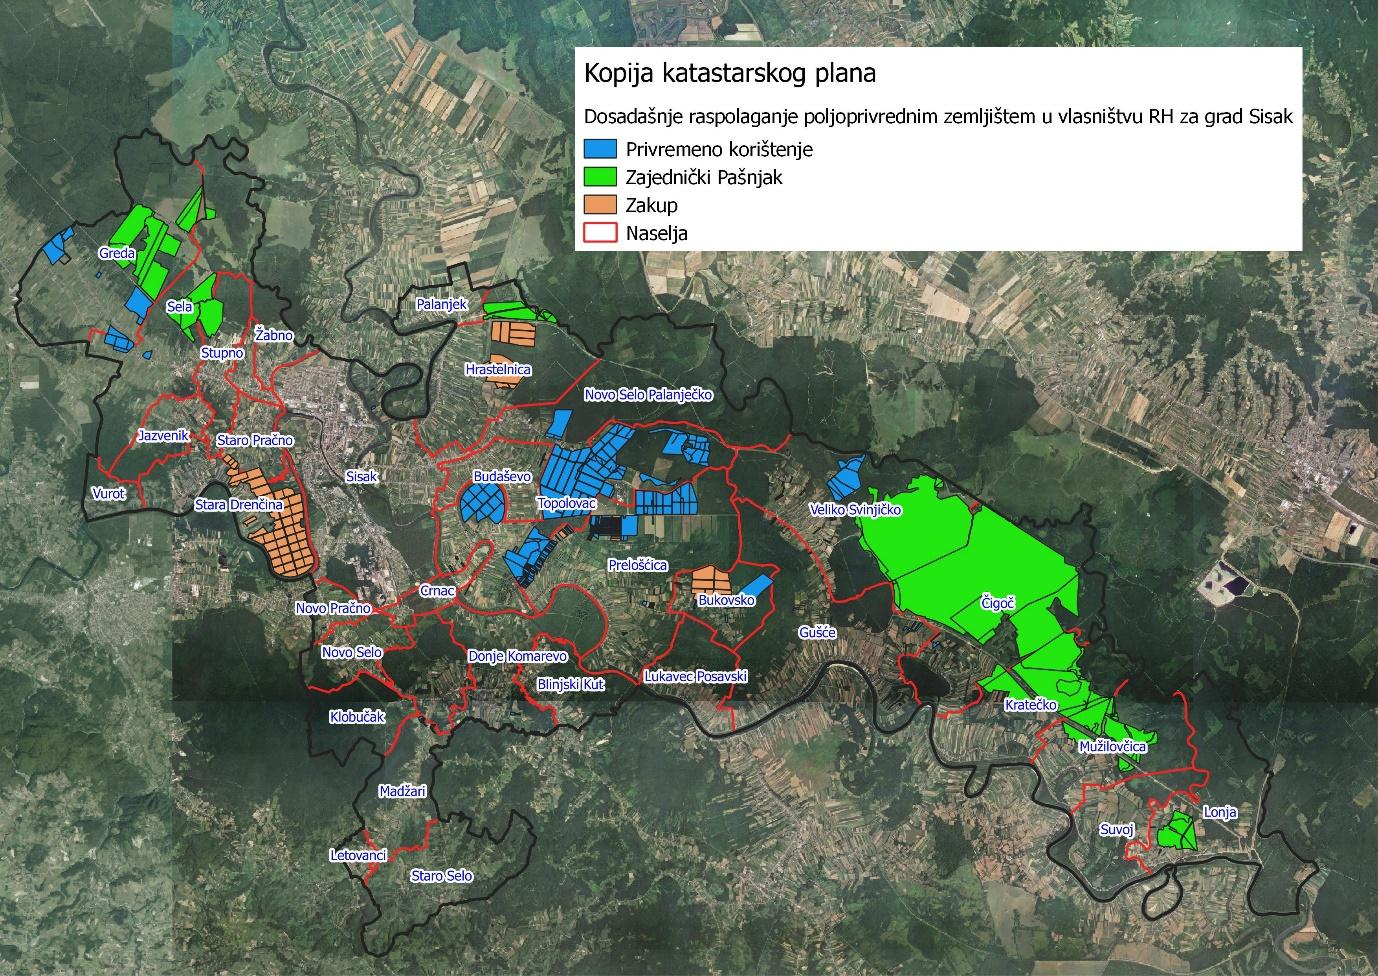 Kopija katastarskog plana
Dosadašnje raspolaganje poljoprivrednim zemljištem u vlasništvu RH za grad Sisak
Privremeno korištenje
Zajednički Pašnjak
Zakup
Naselja
Greda
Sela
Palanjek
Žabno
Stupno
Hrastelnica
Novo Selo Palanječko
Jazvenik
Staro Pračno
Sisak
Budaševo
Vurot
Stara Drenčina
Topolovac
Veliko Svinjičko
Prelošćica
Crnac
Bukovsko
Čigoč
Novo Pračno
Gušće
Novo Selo
Donje Komarevo
Lukavec Posavski
Blinjski Kut
Kratečko
Klobučak
Mužilovčica
Madžari
Lonja
Suvoj
Letovanci
Staro Selo